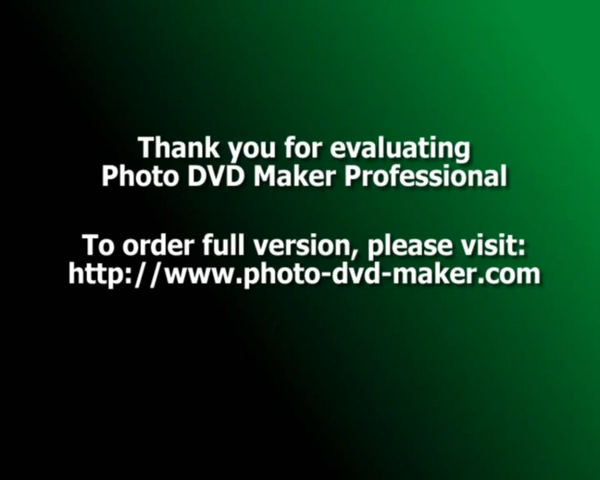 Thank you for evaluating
Photo DVD Maker Professional
To order full version, please visit:
http://www.photo-dvd-maker.com